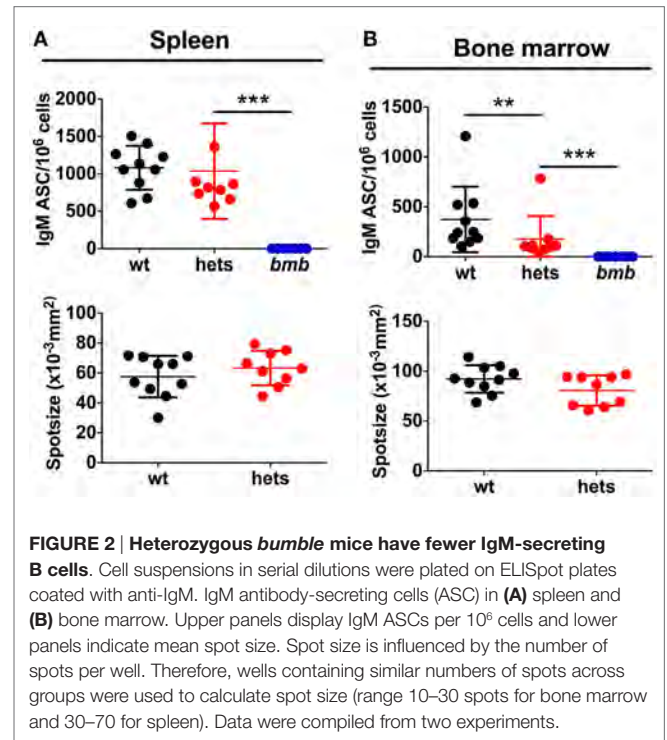 A
Spleen
***
2000
1500
1000
500
0
IgM ASC/10⁶ cells
wt
hets
bmb
B
Bone marrow
**
***
1500
1000
500
0
IgM ASC/10⁶ cells
wt
hets
bmb
100
80
60
40
20
0
Spotsize (x10⁻³mm²)
wt
hets
150
100
50
0
Spotsize (x10⁻³mm²)
wt
hets
FIGURE 2 | Heterozygous bumble mice have fewer IgM-secreting
B cells. Cell suspensions in serial dilutions were plated on ELISpot plates
coated with anti-IgM. IgM antibody-secreting cells (ASC) in (A) spleen and
(B) bone marrow. Upper panels display IgM ASCs per 10⁶ cells and lower
panels indicate mean spot size. Spot size is influenced by the number of
spots per well. Therefore, wells containing similar numbers of spots across
groups were used to calculate spot size (range 10–30 spots for bone marrow
and 30–70 for spleen). Data were compiled from two experiments.